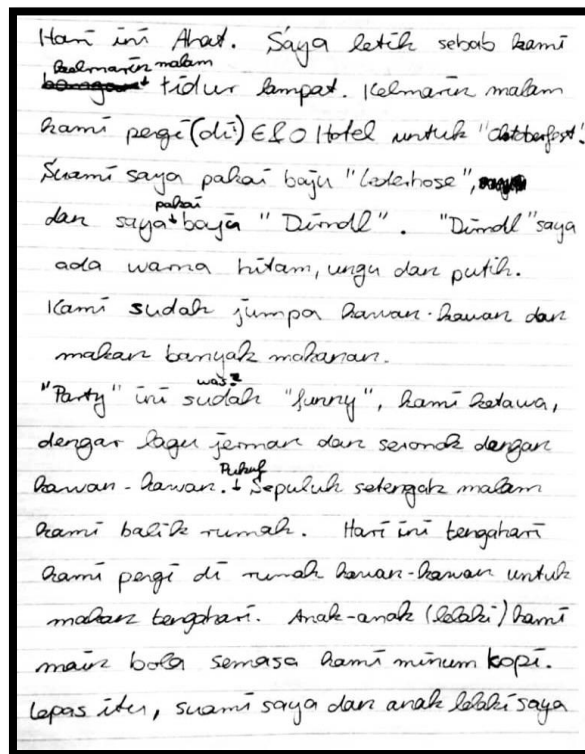 Hari ini Ahat. Saya letih sebab kami
kelmarin malam
tidur lampat. Kelmarin malam
kami pergi (di) E&O Hotel untuk "Oktoberfest".
Suami saya pakai baju "Lederhose",
pakai
dan saya baju "Dirndl". "Dirndl" saya
ada warna hitam, ungu dan putih.
Kami sudah jumpa kawan-kawan dan
makan banyak makanan.
was?
"Party" ini sudah "funny", kami ketawa,
dengar lagu jerman dan seronok dengan
Pukul
kawan-kawan. Sepuluh setengah malam
kami balik rumah. Hari ini tengahari
kami pergi di rumah kawan-kawan untuk
makan tengahari. Anak-anak (lelaki) kami
main bola semasa kami minum kopi.
Lepas itu, suami saya dan anak lelaki saya